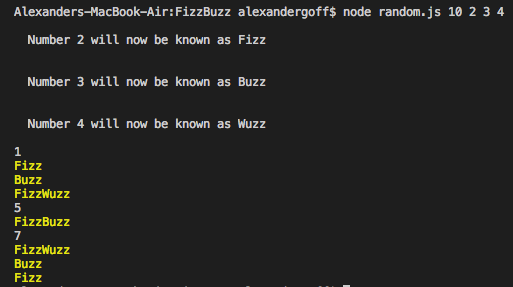 Alexanders-MacBook-Air:FizzBuzz alexandergoff$ node random.js 10 2 3 4
Number 2 will now be known as Fizz
Number 3 will now be known as Buzz
Number 4 will now be known as Wuzz
1
Fizz
Buzz
FizzWuzz
5
FizzBuzz
7
FizzWuzz
Buzz
Fizz